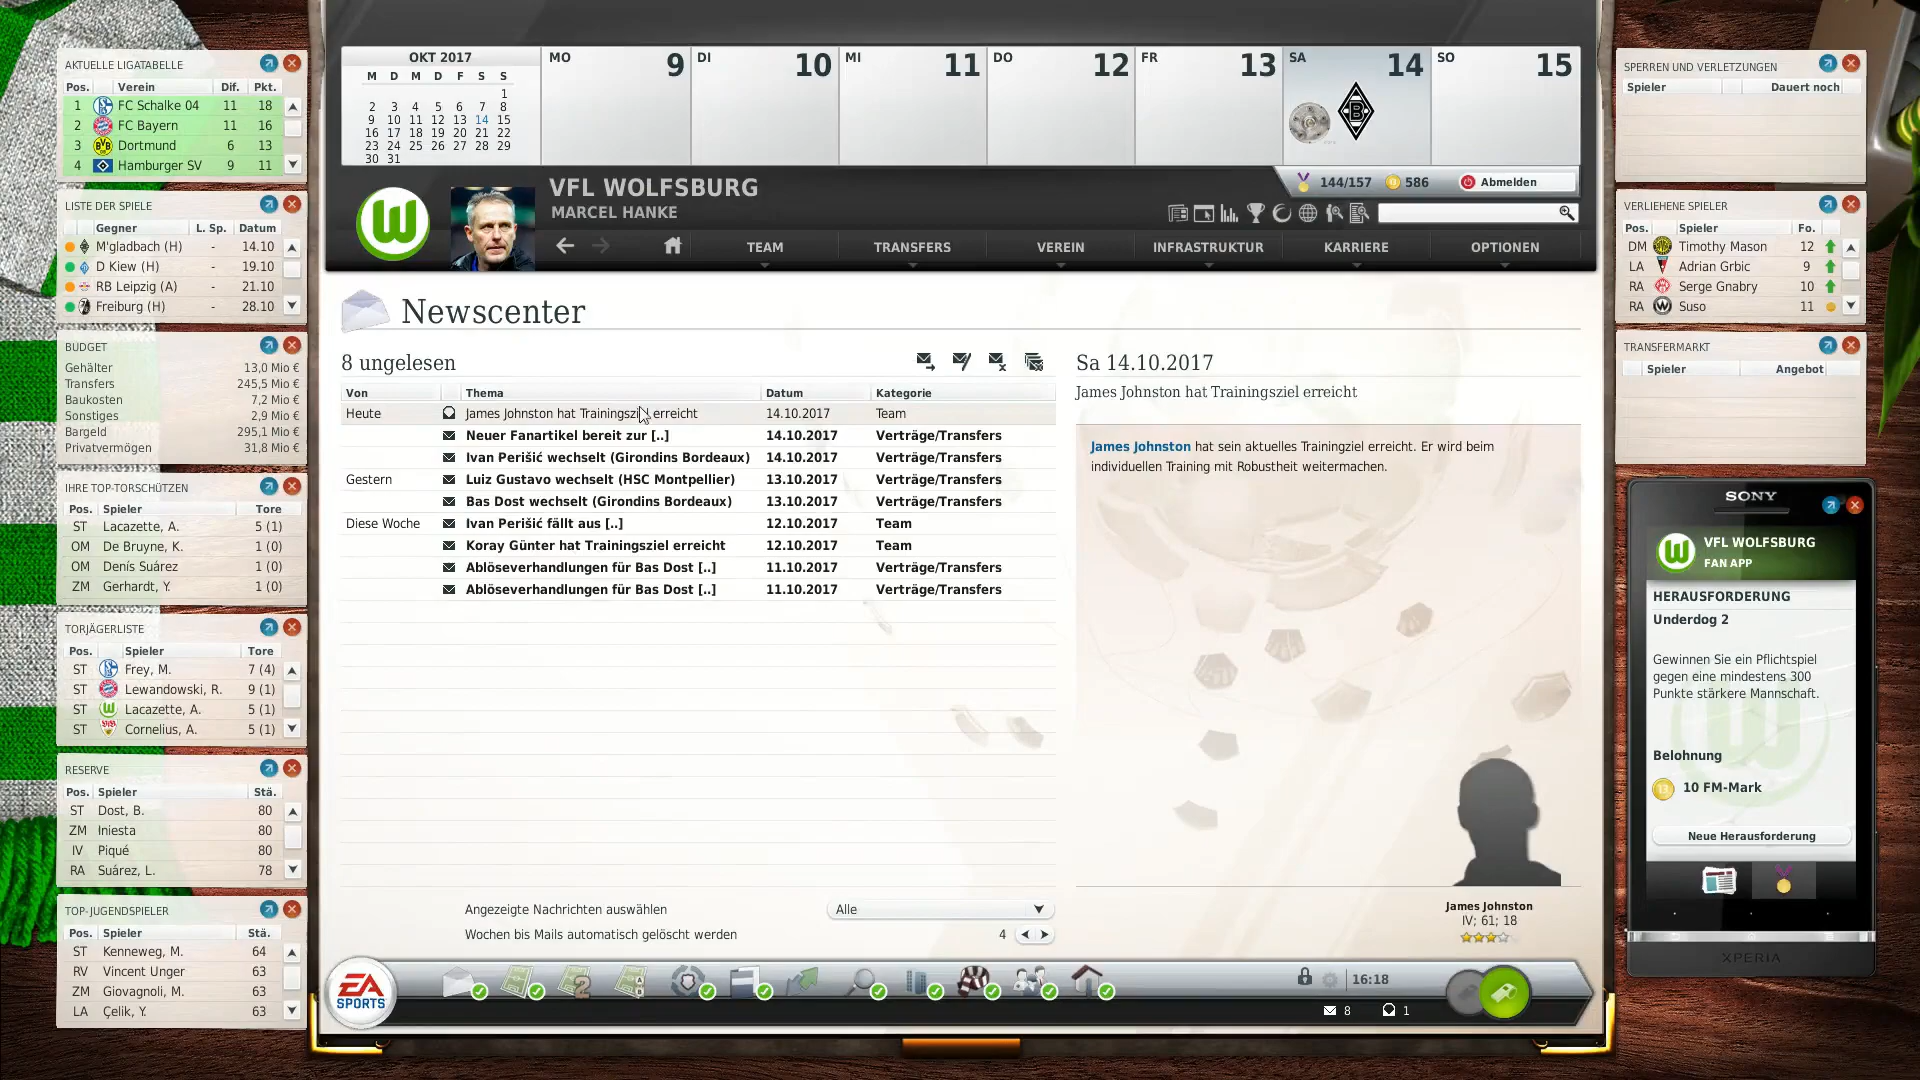 AKTUELLE LIGATABELLE
Pos. Verein Dif. Pkt.
1 FC Schalke 04 11 18
2 FC Bayern 11 16
3 Dortmund 6 13
4 Hamburger SV 9 11
LISTE DER SPIELE
Gegner L. Sp. Datum
M'gladbach (H) - 14.10
D Kiew (H) - 19.10
RB Leipzig (A) - 21.10
Freiburg (H) - 28.10
BUDGET
Gehälter 13,0 Mio €
Transfers 245,5 Mio €
Baukosten 7,2 Mio €
Sonstiges 2,9 Mio €
Bargeld 295,1 Mio €
Privatvermögen 31,8 Mio €
IHRE TOP-TORSCHÜTZEN
Pos. Spieler Tore
ST Lacazette, A. 5 (1)
OM De Bruyne, K. 1 (0)
OM Denís Suárez 1 (0)
ZM Gerhardt, Y. 1 (0)
TORJÄGERLISTE
Pos. Spieler Tore
ST Frey, M. 7 (4)
ST Lewandowski, R. 9 (1)
ST Lacazette, A. 5 (1)
ST Cornelius, A. 5 (1)
RESERVE
Pos. Spieler Stä.
ST Dost, B. 80
ZM Iniesta 80
IV Piqué 80
RA Suárez, L. 78
TOP-JUGENDSPIELER
Pos. Spieler Stä.
ST Kenneweg, M. 64
RV Vincent Unger 63
ZM Giovagnoli, M. 63
LA Çelik, Y. 63
OKT 2017
M D M D F S S
1
2 3 4 5 6 7 8
9 10 11 12 13 14 15
16 17 18 19 20 21 22
23 24 25 26 27 28 29
30 31
MO 9 DI 10 MI 11 DO 12 FR 13 SA 14 SO 15
VFL WOLFSBURG
MARCEL HANKE
144/157 586 Abmelden
TEAM TRANSFERS VEREIN INFRASTRUKTUR KARRIERE OPTIONEN
Newscenter
8 ungelesen
Von Thema Datum Kategorie
Heute James Johnston hat Trainingsziel erreicht 14.10.2017 Team
Neuer Fanartikel bereit zur [..] 14.10.2017 Verträge/Transfers
Ivan Perišić wechselt (Girondins Bordeaux) 14.10.2017 Verträge/Transfers
Gestern Luiz Gustavo wechselt (HSC Montpellier) 13.10.2017 Verträge/Transfers
Bas Dost wechselt (Girondins Bordeaux) 13.10.2017 Verträge/Transfers
Diese Woche Ivan Perišić fällt aus [..] 12.10.2017 Team
Koray Günter hat Trainingsziel erreicht 12.10.2017 Team
Ablöseverhandlungen für Bas Dost [..] 11.10.2017 Verträge/Transfers
Ablöseverhandlungen für Bas Dost [..] 11.10.2017 Verträge/Transfers
Angezeigte Nachrichten auswählen Alle
Wochen bis Mails automatisch gelöscht werden 4
Sa 14.10.2017
James Johnston hat Trainingsziel erreicht
James Johnston hat sein aktuelles Trainingziel erreicht. Er wird beim
individuellen Training mit Robustheit weitermachen.
James Johnston
IV; 61; 18
EA
SPORTS
2
16:18
8 1
SPERREN UND VERLETZUNGEN
Spieler Dauert noch
VERLIEHENE SPIELER
Pos. Spieler Fo.
DM Timothy Mason 12
LA Adrian Grbic 9
RA Serge Gnabry 10
RA Suso 11
TRANSFERMARKT
Spieler Angebot
SONY
VFL WOLFSBURG
FAN APP
HERAUSFORDERUNG
Underdog 2
Gewinnen Sie ein Pflichtspiel
gegen eine mindestens 300
Punkte stärkere Mannschaft.
Belohnung
10 FM-Mark
Neue Herausforderung
XPERIA